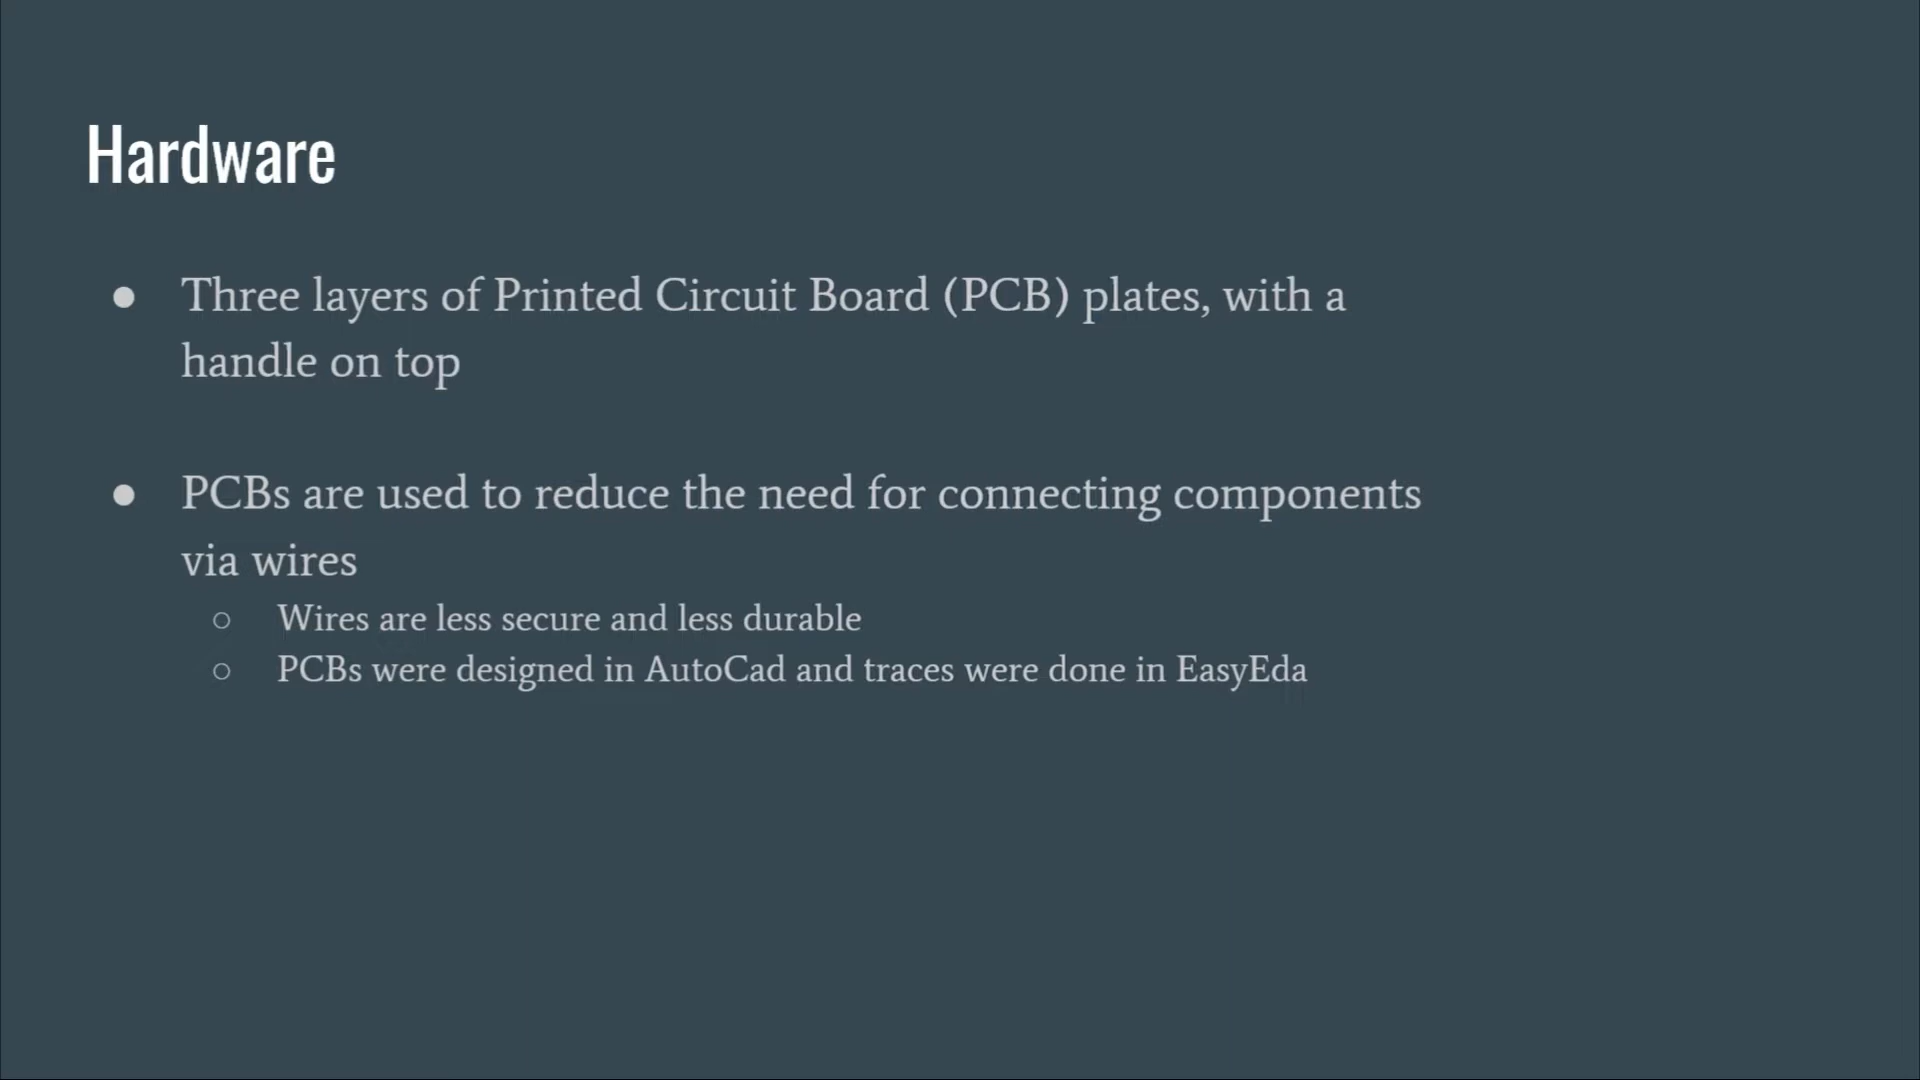 Hardware
● Three layers of Printed Circuit Board (PCB) plates, with a
handle on top
● PCBs are used to reduce the need for connecting components
via wires
○ Wires are less secure and less durable
○ PCBs were designed in AutoCad and traces were done in EasyEda